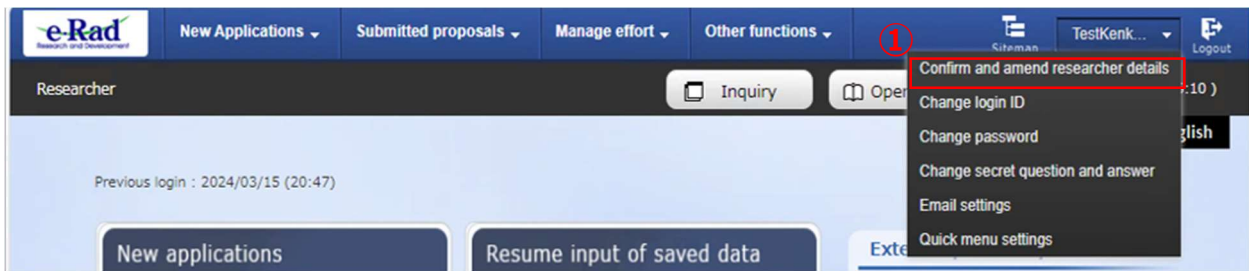 e-Rad
Research and Development
New Applications
Submitted proposals
Manage effort
Other functions
①
Sitemap
TestKenk...
Logout
Researcher
Inquiry
Oper
:10 )
Confirm and amend researcher details
Change login ID
Change password
Change secret question and answer
Email settings
Quick menu settings
glish
Previous login : 2024/03/15 (20:47)
New applications
Resume input of saved data
Exte